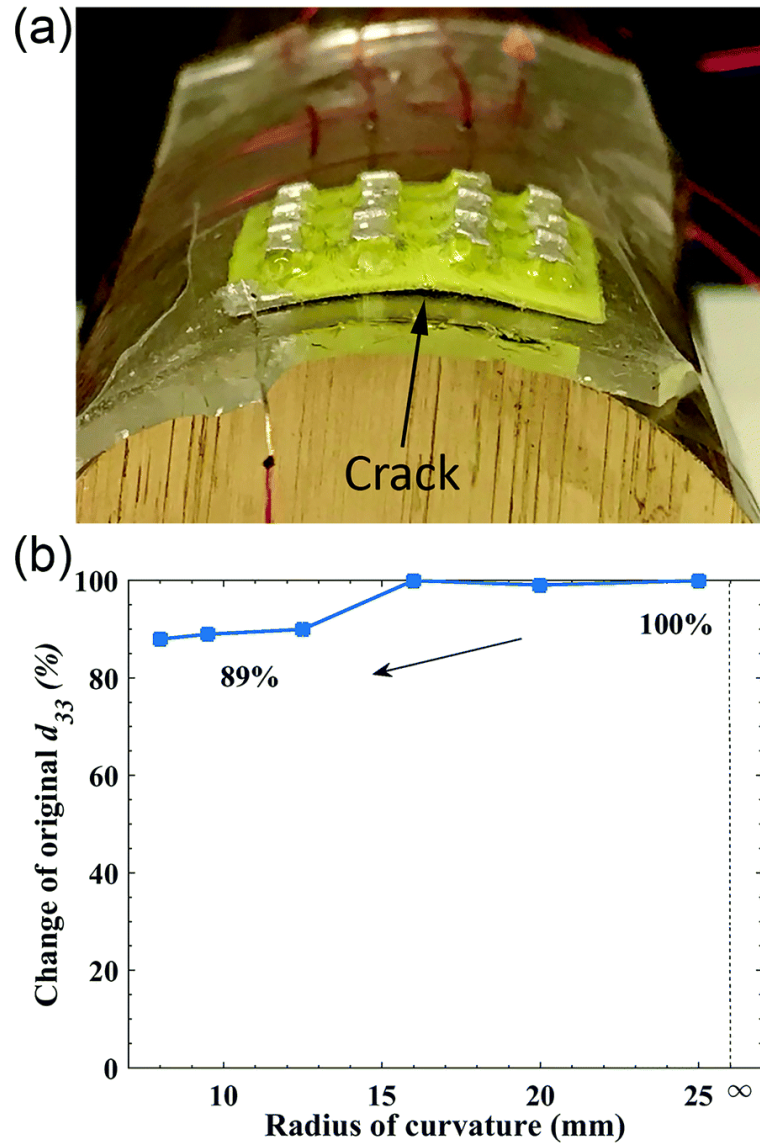 (a)
Crack
(b)
Change of original d33 (%)
100
80
60
40
20
0
100%
89%
10 15 20 25 ∞
Radius of curvature (mm)